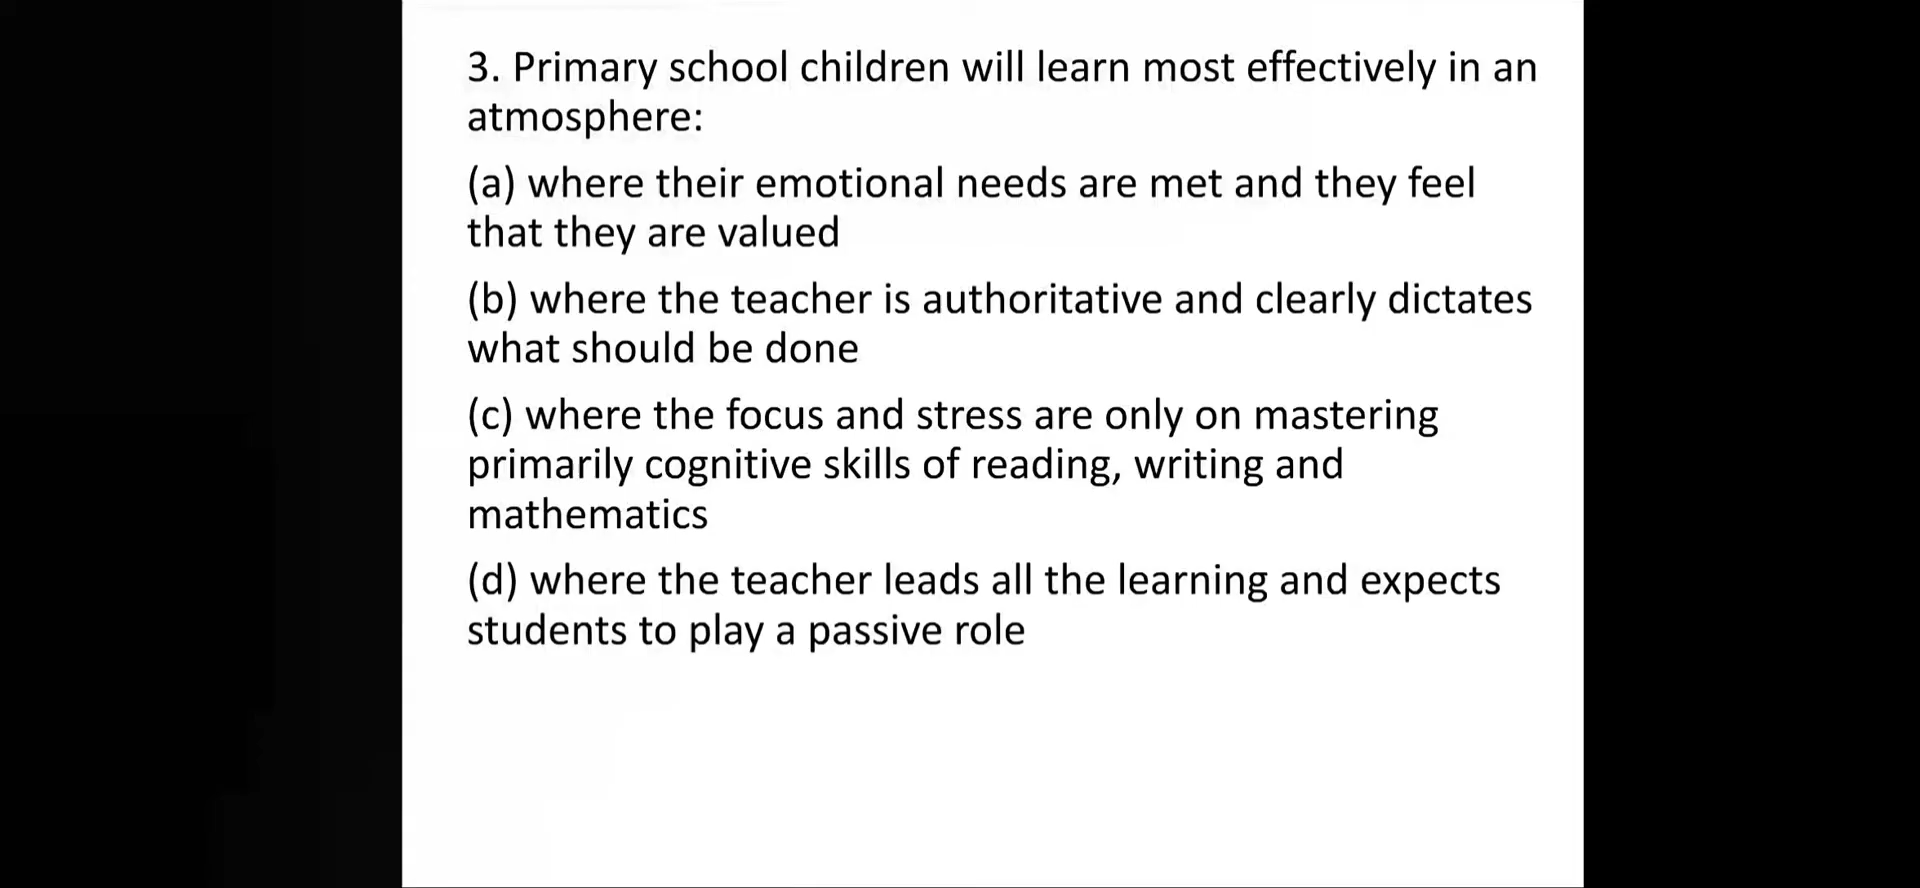 3. Primary school children will learn most effectively in an
atmosphere:
(a) where their emotional needs are met and they feel
that they are valued
(b) where the teacher is authoritative and clearly dictates
what should be done
(c) where the focus and stress are only on mastering
primarily cognitive skills of reading, writing and
mathematics
(d) where the teacher leads all the learning and expects
students to play a passive role